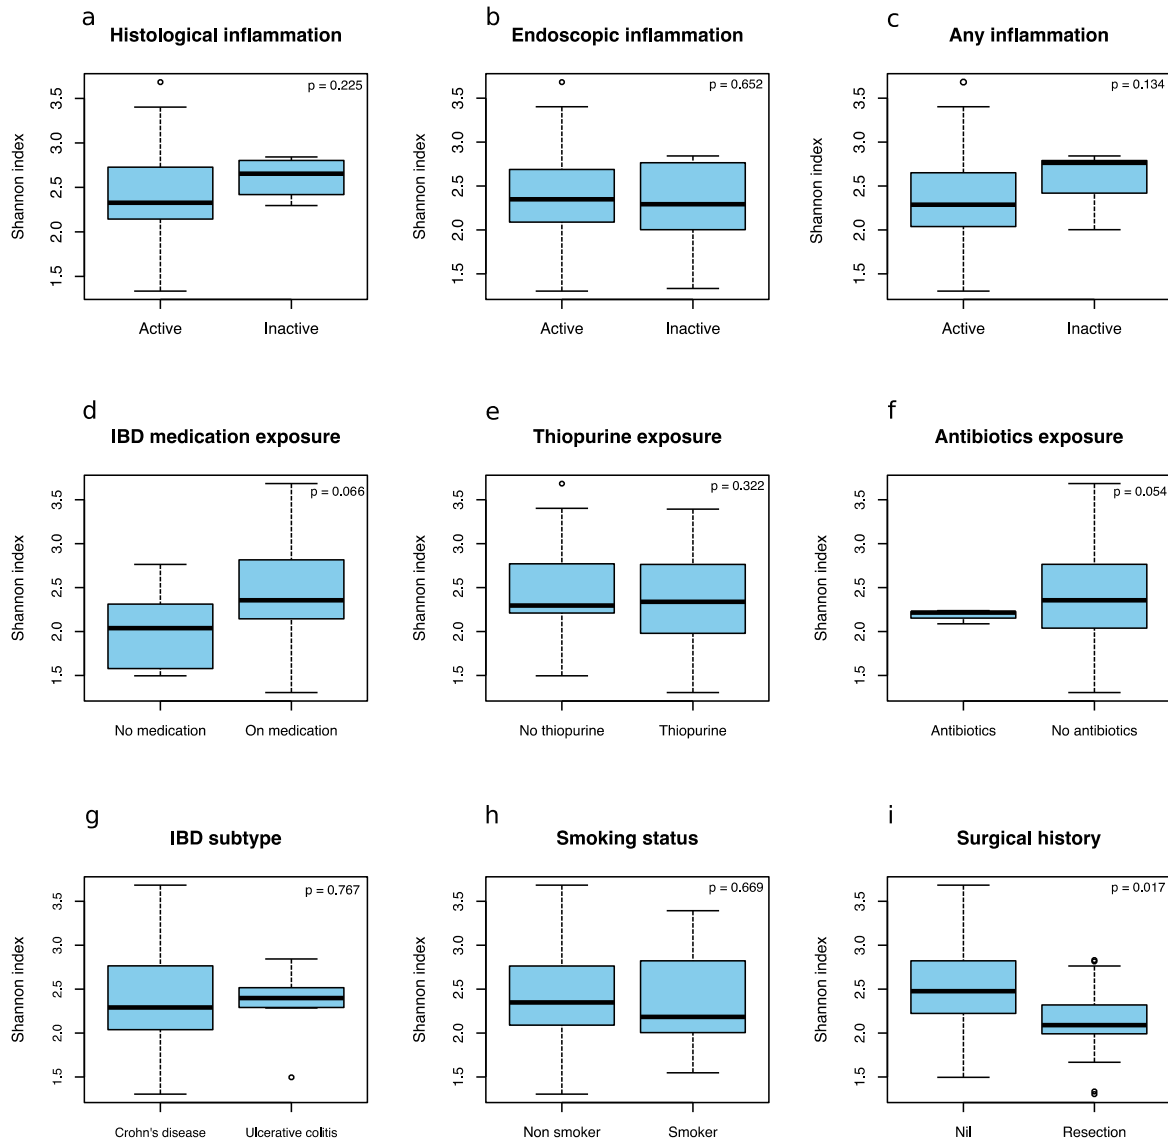 a
Histological inflammation
p = 0.225
Shannon index
3.5
3.0
2.5
2.0
1.5
Active Inactive
b
Endoscopic inflammation
p = 0.652
Shannon index
3.5
3.0
2.5
2.0
1.5
Active Inactive
c
Any inflammation
p = 0.134
Shannon index
3.5
3.0
2.5
2.0
1.5
Active Inactive
d
IBD medication exposure
p = 0.066
Shannon index
3.5
3.0
2.5
2.0
1.5
No medication On medication
e
Thiopurine exposure
p = 0.322
Shannon index
3.5
3.0
2.5
2.0
1.5
No thiopurine Thiopurine
f
Antibiotics exposure
p = 0.054
Shannon index
3.5
3.0
2.5
2.0
1.5
Antibiotics No antibiotics
g
IBD subtype
p = 0.767
Shannon index
3.5
3.0
2.5
2.0
1.5
Crohn's disease Ulcerative colitis
h
Smoking status
p = 0.669
Shannon index
3.5
3.0
2.5
2.0
1.5
Non smoker Smoker
i
Surgical history
p = 0.017
Shannon index
3.5
3.0
2.5
2.0
1.5
Nil Resection